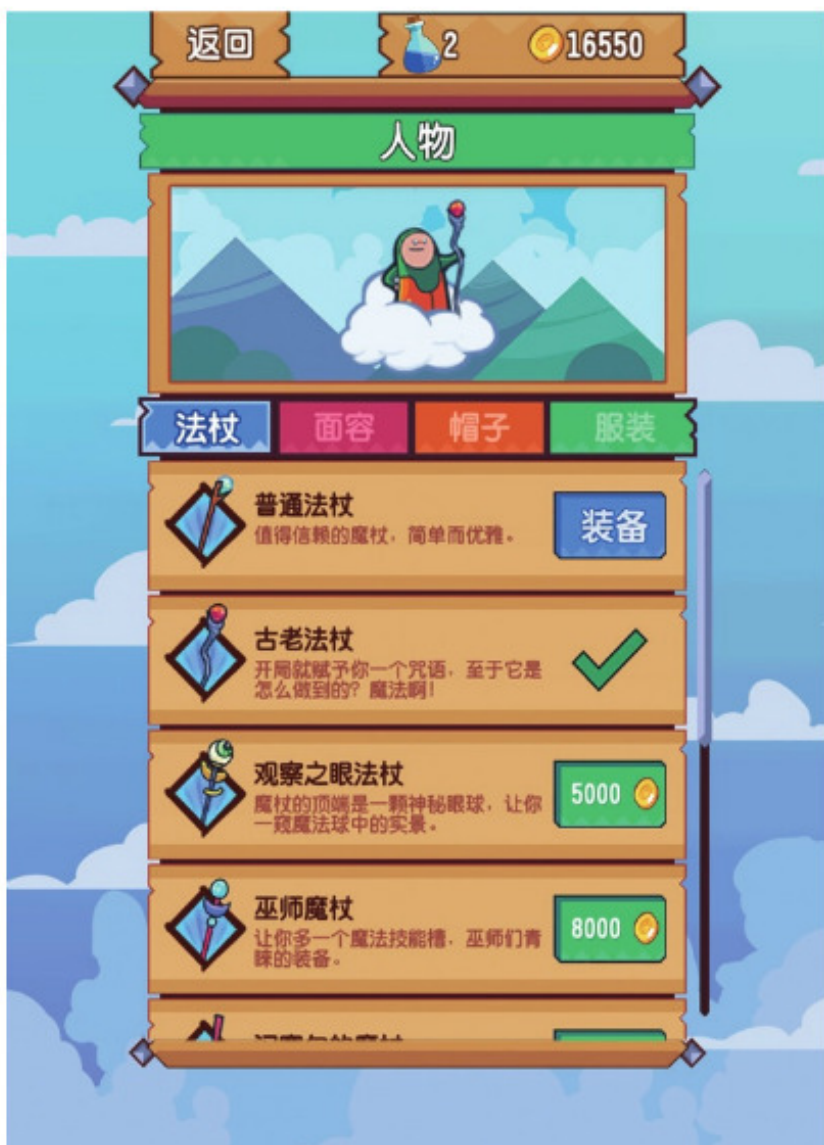 返回
2
16550
人物
法杖
面容
帽子
服装
普通法杖
值得信赖的魔杖，简单而优雅。
装备
古老法杖
开局就赋予你一个咒语，至于它是
怎么做到的？魔法啊！
观察之眼法杖
魔杖的顶端是一颗神秘眼球，让你
一窥魔法球中的实景。
5000
巫师魔杖
让你多一个魔法技能槽，巫师们青
睐的装备。
8000